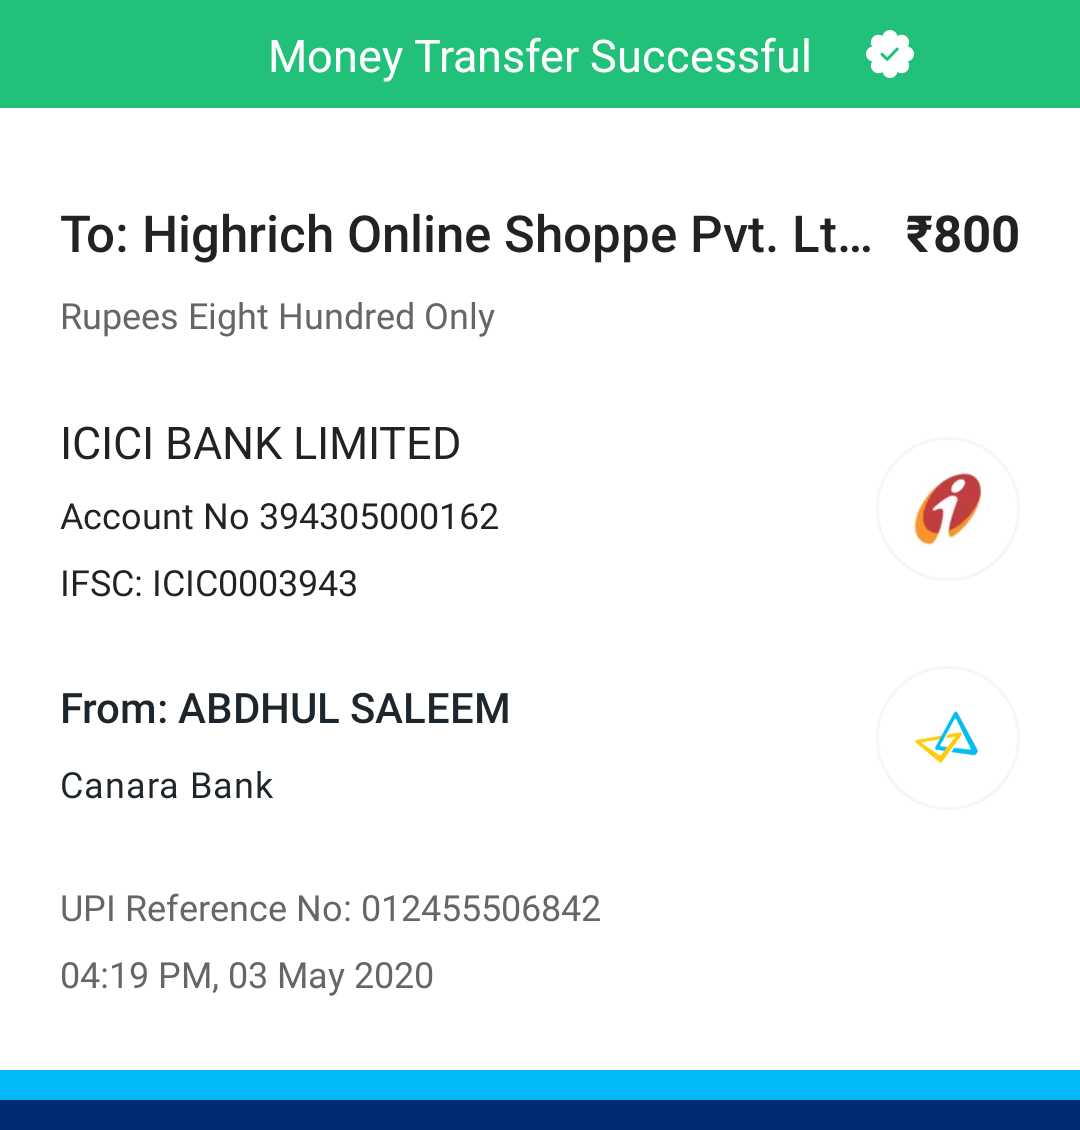 Money Transfer Successful
To: Highrich Online Shoppe Pvt. Lt... ₹800
Rupees Eight Hundred Only
ICICI BANK LIMITED
Account No 394305000162
IFSC: ICIC0003943
From: ABDHUL SALEEM
Canara Bank
UPI Reference No: 012455506842
04:19 PM, 03 May 2020